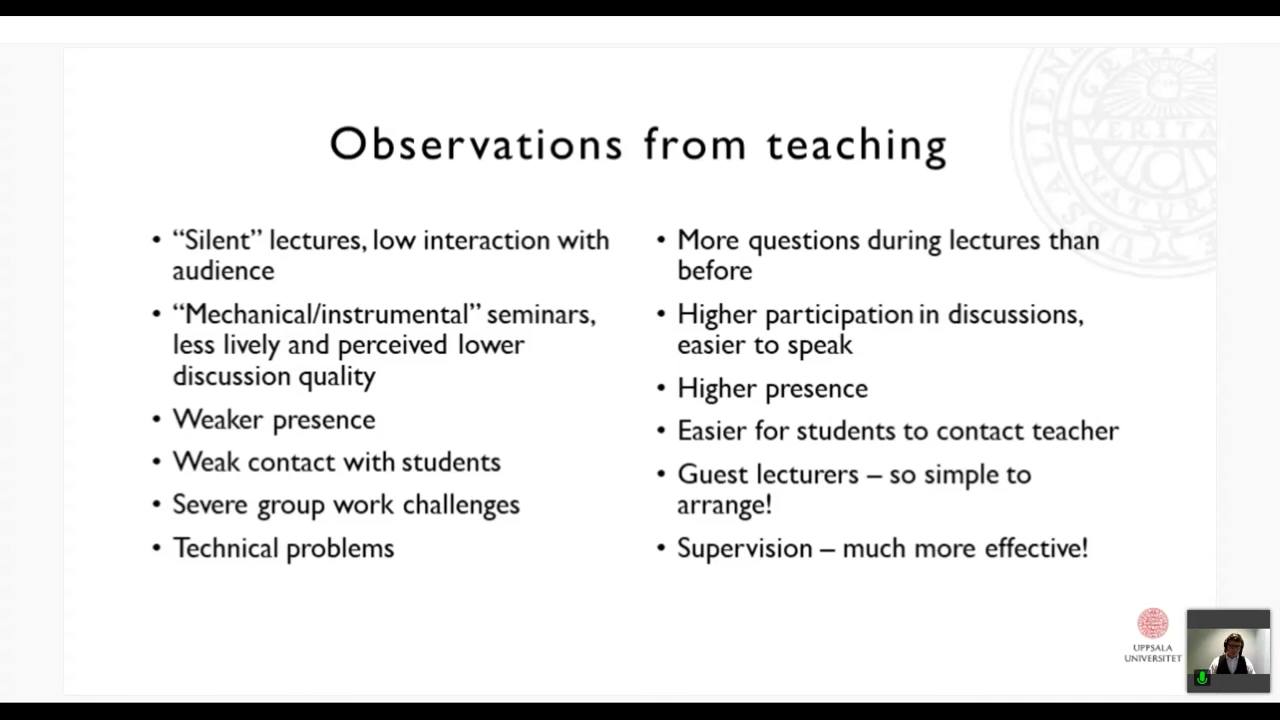 Observations from teaching
• “Silent” lectures, low interaction with
audience
• “Mechanical/instrumental” seminars,
less lively and perceived lower
discussion quality
• Weaker presence
• Weak contact with students
• Severe group work challenges
• Technical problems
• More questions during lectures than
before
• Higher participation in discussions,
easier to speak
• Higher presence
• Easier for students to contact teacher
• Guest lecturers – so simple to
arrange!
• Supervision – much more effective!
UPPSALA
UNIVERSITET